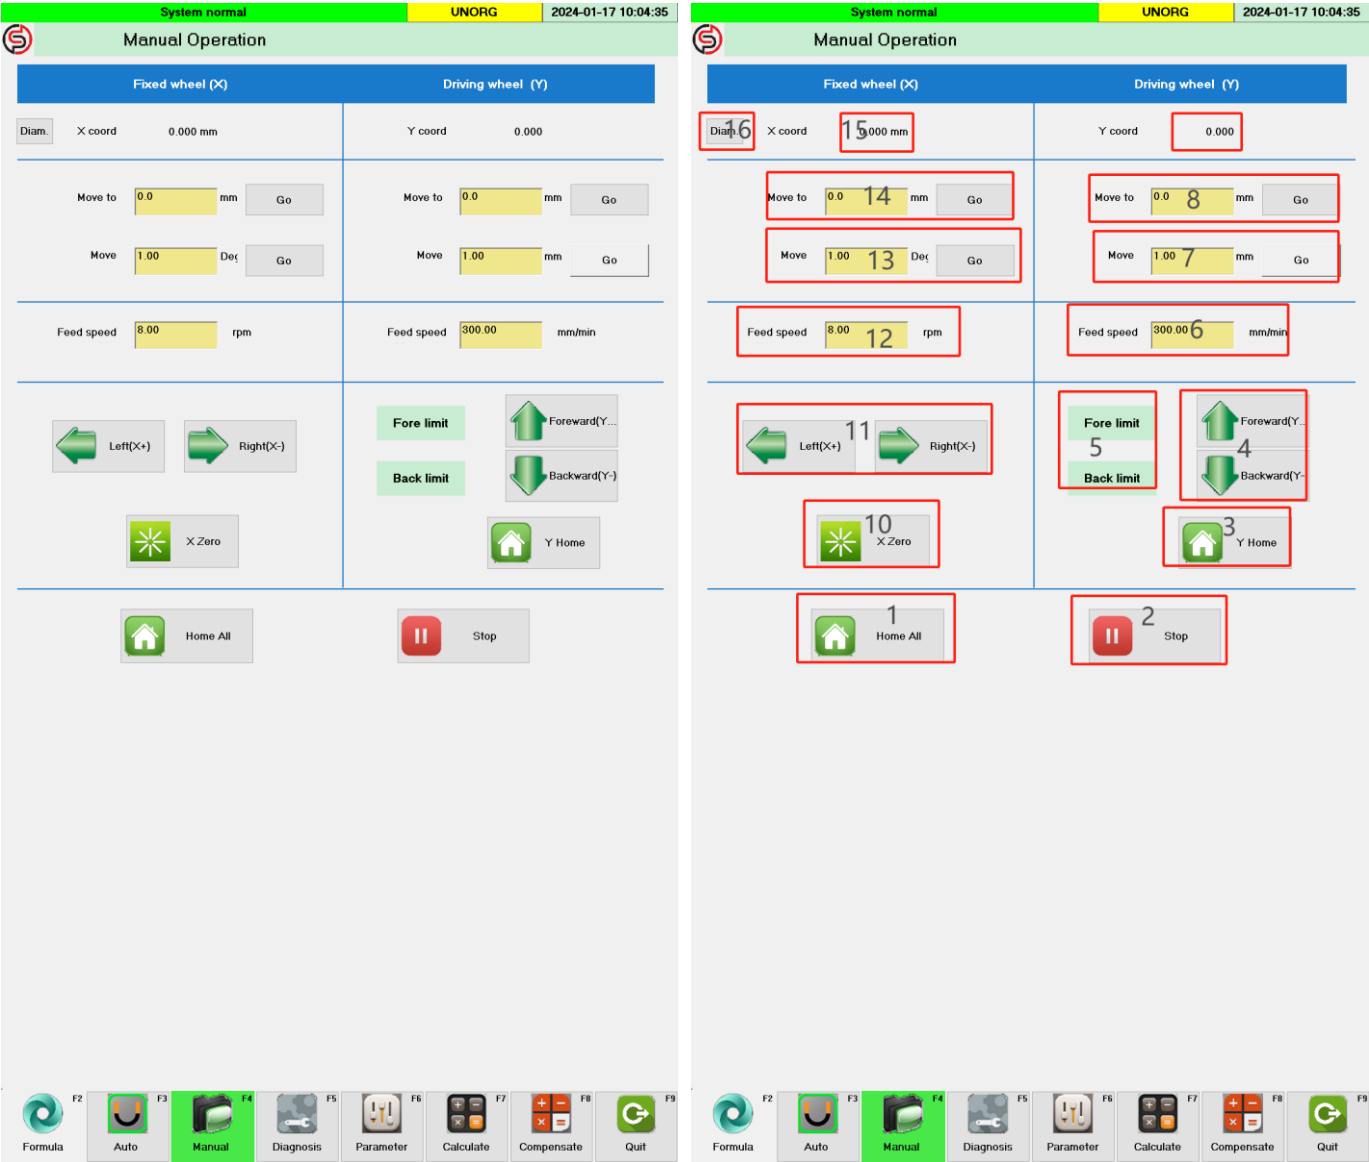 System normal UNORG 2024-01-17 10:04:35
Manual Operation
Fixed wheel (X) Driving wheel (Y)
Diam. X coord 0.000 mm Y coord 0.000
Move to 0.0 mm Go Move to 0.0 mm Go
Move 1.00 Deg Go Move 1.00 mm Go
Feed speed 8.00 rpm Feed speed 300.00 mm/min
Left(X+) Right(X-) Fore limit Foreward(Y...
Back limit Backward(Y-)
X Zero Y Home
Home All Stop
F2 F3 F4 F5 F6 F7 F8 F9
Formula Auto Manual Diagnosis Parameter Calculate Compensate Quit
System normal UNORG 2024-01-17 10:04:35
Manual Operation
Fixed wheel (X) Driving wheel (Y)
Diam. 16 X coord 15 0.000 mm Y coord 0.000
Move to 0.0 14 mm Go Move to 0.0 8 mm Go
Move 1.00 13 Deg Go Move 1.00 7 mm Go
Feed speed 8.00 12 rpm Feed speed 300.00 6 mm/min
Left(X+) 11 Right(X-) Fore limit Foreward(Y...
5 4
Back limit Backward(Y-
10 X Zero 3 Y Home
1 Home All 2 Stop
F2 F3 F4 F5 F6 F7 F8 F9
Formula Auto Manual Diagnosis Parameter Calculate Compensate Quit